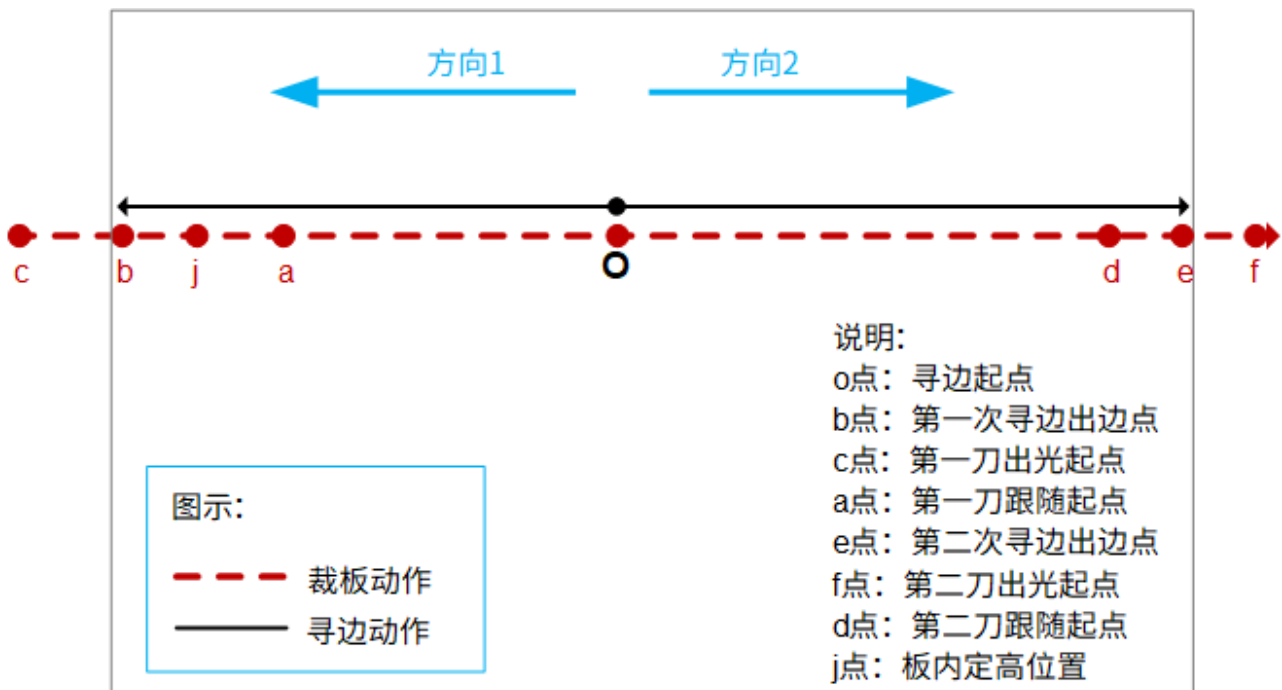 方向1 方向2
c b j a O d e f
说明：
o点：寻边起点
b点：第一次寻边出边点
c点：第一刀出光起点
a点：第一刀跟随起点
e点：第二次寻边出边点
f点：第二刀出光起点
d点：第二刀跟随起点
j点：板内定高位置
图示：
裁板动作
寻边动作